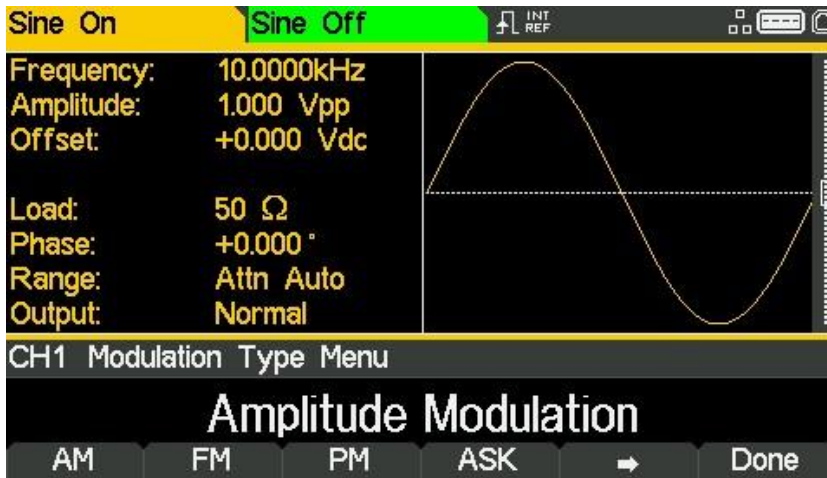 Sine On Sine Off INT REF
Frequency: 10.0000kHz
Amplitude: 1.000 Vpp
Offset: +0.000 Vdc
Load: 50 Ω
Phase: +0.000 °
Range: Attn Auto
Output: Normal
CH1 Modulation Type Menu
Amplitude Modulation
AM FM PM ASK ➡ Done